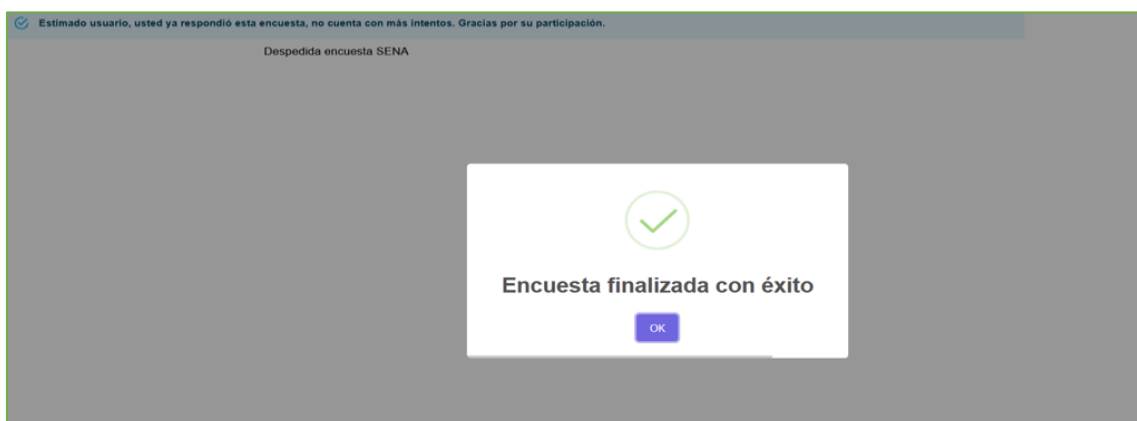 Estimado usuario, usted ya respondió esta encuesta, no cuenta con más intentos. Gracias por su participación.
Despedida encuesta SENA
Encuesta finalizada con éxito
OK